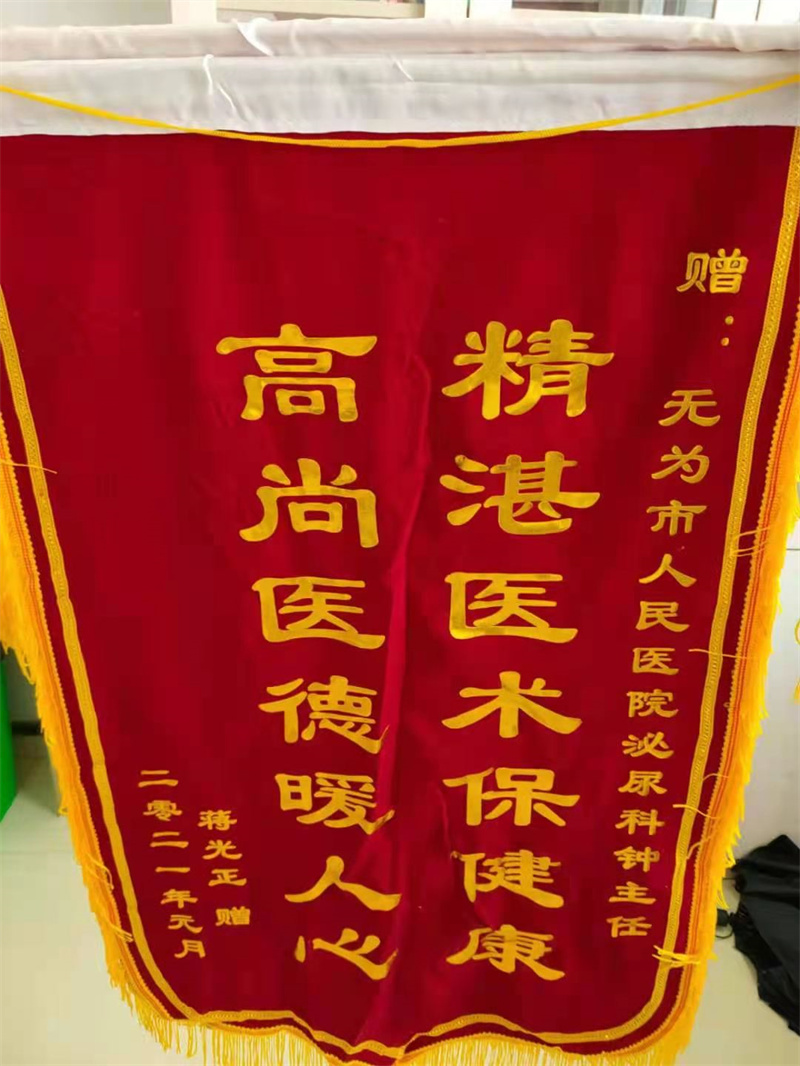 赠：无为市人民医院泌尿科钟主任
精湛医术保健康
高尚医德暖人心
蒋光正 赠
二零二一年元月